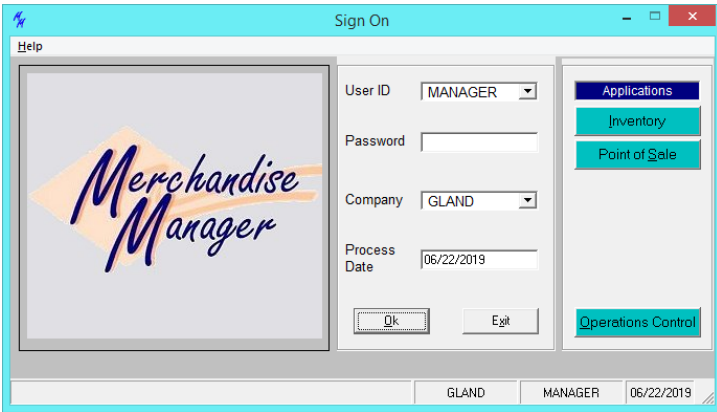 Sign On
Help
Merchandise
Manager
User ID MANAGER
Password
Company GLAND
Process
Date 06/22/2019
Ok Exit
Applications
Inventory
Point of Sale
Operations Control
GLAND MANAGER 06/22/2019